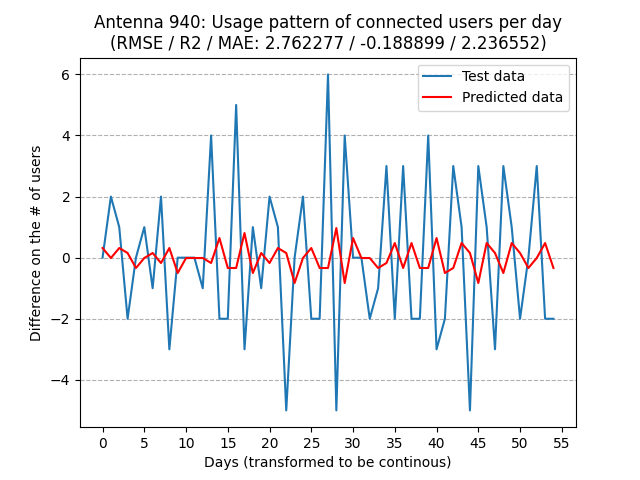 Antenna 940: Usage pattern of connected users per day
(RMSE / R2 / MAE: 2.762277 / -0.188899 / 2.236552)
Test data
Predicted data
Difference on the # of users
6
4
2
0
−2
−4
0 5 10 15 20 25 30 35 40 45 50 55
Days (transformed to be continous)